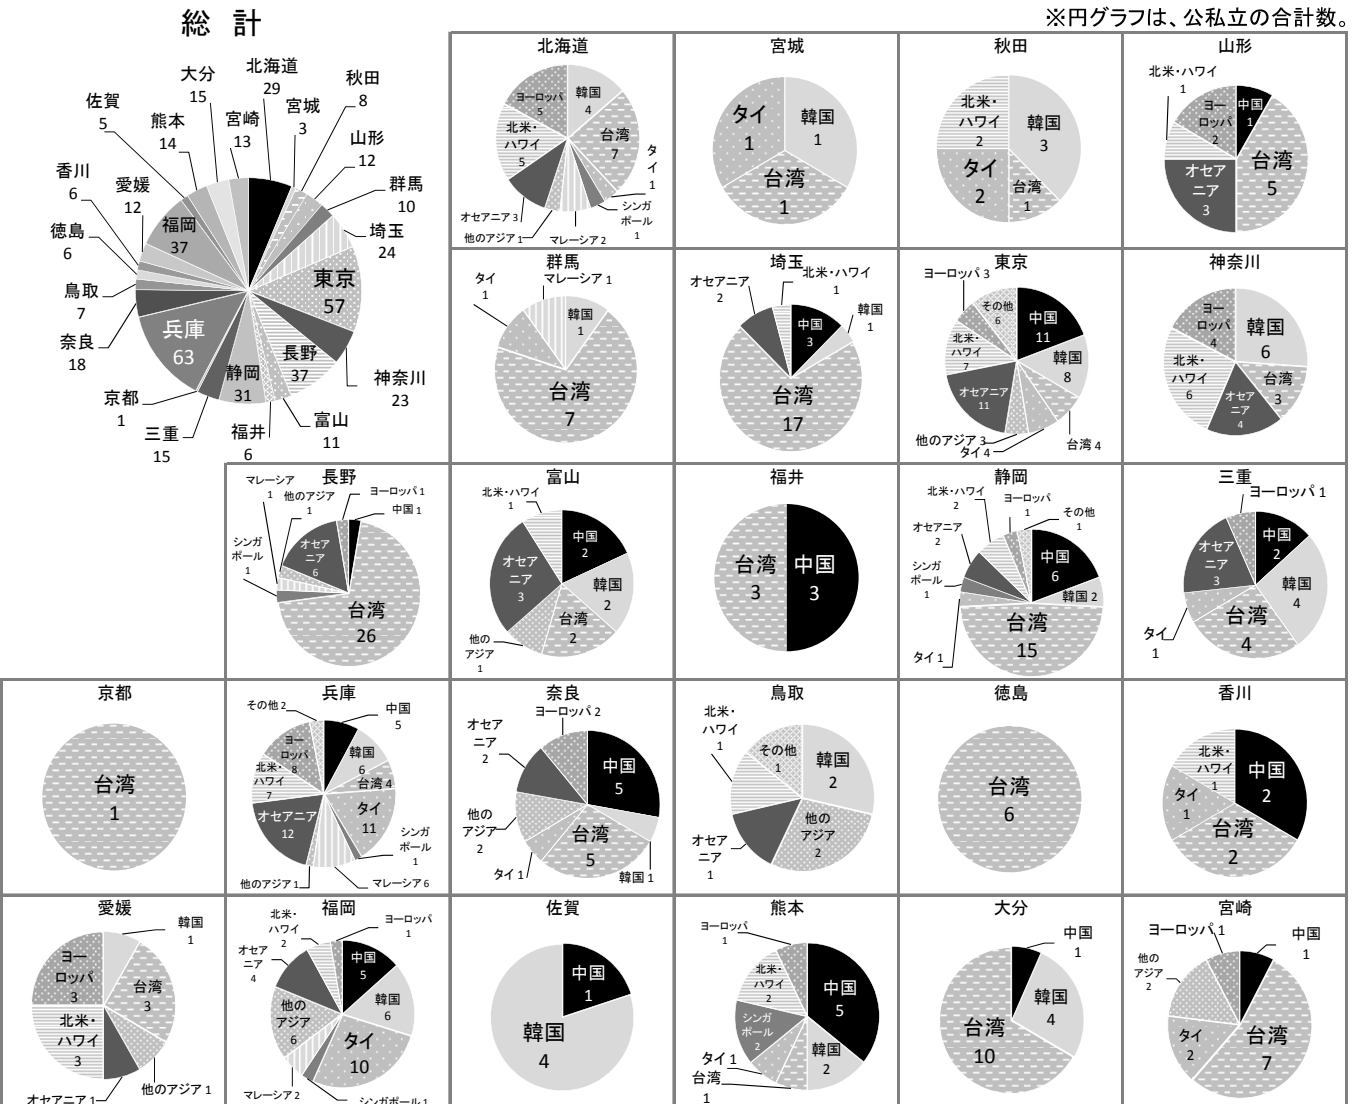 総 計
※円グラフは、公私立の合計数。
北海道
29
宮城
3
秋田
8
山形
12
群馬
10
埼玉
24
東京
57
神奈川
23
長野
37
富山
11
福井
6
静岡
31
三重
15
京都
1
兵庫
63
奈良
18
鳥取
7
徳島
6
香川
6
愛媛
12
福岡
37
佐賀
5
熊本
14
大分
15
宮崎
13
北海道
韓国
4
台湾
7
タ
イ
1
シンガ
ポール
1
マレーシア 2
他のアジア 1
オセアニア 3
北米・
ハワイ
5
ヨーロッパ
5
宮城
韓国
1
台湾
1
タイ
1
秋田
韓国
3
台湾
1
タイ
2
北米・
ハワイ
2
山形
中国
1
台湾
5
オセア
ニア
3
北米・ハワイ
1
ヨー
ロッパ
2
群馬
韓国
1
台湾
7
タイ
1
マレーシア 1
埼玉
中国
3
韓国
1
台湾
17
オセアニア
2
北米・ハワイ
1
東京
中国
11
韓国
8
台湾 4
タイ 4
他のアジア 3
オセアニア
11
北米・
ハワイ
7
ヨーロッパ 3
その他
6
神奈川
韓国
6
台湾
3
オセア
ニア
4
北米・
ハワイ
6
ヨー
ロッパ
4
長野
中国 1
台湾
26
シンガ
ポール
1
マレーシア
1
他のアジア
1
オセア
ニア
6
ヨーロッパ 1
富山
中国
2
韓国
2
台湾
2
他の
アジア
1
オセア
ニア
3
北米・ハワイ
1
福井
中国
3
台湾
3
静岡
中国
6
韓国 2
台湾
15
タイ 1
シンガ
ポール
1
オセアニア
2
北米・ハワイ
2
ヨーロッパ
1
その他
1
三重
中国
2
韓国
4
台湾
4
タイ
1
オセア
ニア
3
ヨーロッパ 1
京都
台湾
1
兵庫
中国
5
韓国
6
台湾 4
タイ
11
シンガ
ポール
1
マレーシア 6
他のアジア 1
オセアニア
12
北米・
ハワイ
7
ヨー
ロッパ
8
その他 2
奈良
中国
5
韓国 1
台湾
5
タイ 1
他の
アジア
2
オセア
ニア
2
ヨーロッパ 2
鳥取
韓国
2
他の
アジア
2
オセア
ニア
1
北米・
ハワイ
1
その他
1
徳島
台湾
6
香川
中国
2
台湾
2
タイ
1
北米・
ハワイ
1
愛媛
韓国
1
台湾
3
他のアジア 1
オセアニア 1
北米・
ハワイ
3
ヨー
ロッパ
3
福岡
中国
5
韓国
6
タイ
10
シンガポール 1
マレーシア 2
他の
アジア
6
オセア
ニア
4
北米・
ハワイ
2
ヨーロッパ
1
佐賀
中国
1
韓国
4
熊本
中国
5
韓国
2
台湾
1
タイ 1
シンガ
ポール
2
北米・
ハワイ
2
ヨーロッパ
1
大分
中国
1
韓国
4
台湾
10
宮崎
中国
1
台湾
7
タイ
2
他の
アジア
2
ヨーロッパ 1